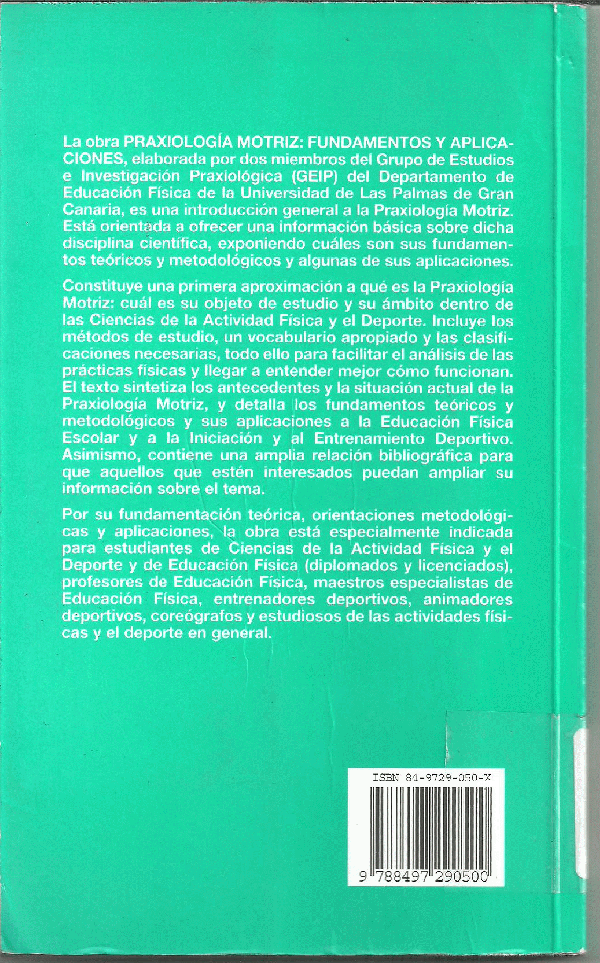 La obra PRAXIOLOGÍA MOTRIZ: FUNDAMENTOS Y APLICA-
CIONES, elaborada por dos miembros del Grupo de Estudios
e Investigación Praxiológica (GEIP) del Departamento de
Educación Física de la Universidad de Las Palmas de Gran
Canaria, es una introducción general a la Praxiología Motriz.
Está orientada a ofrecer una información básica sobre dicha
disciplina científica, exponiendo cuáles son sus fundamen-
tos teóricos y metodológicos y algunas de sus aplicaciones.
Constituye una primera aproximación a qué es la Praxiología
Motriz: cuál es su objeto de estudio y su ámbito dentro de
las Ciencias de la Actividad Física y el Deporte. Incluye los
métodos de estudio, un vocabulario apropiado y las clasifi-
caciones necesarias, todo ello para facilitar el análisis de las
prácticas físicas y llegar a entender mejor cómo funcionan.
El texto sintetiza los antecedentes y la situación actual de la
Praxiología Motriz, y detalla los fundamentos teóricos y
metodológicos y sus aplicaciones a la Educación Física
Escolar y a la Iniciación y al Entrenamiento Deportivo.
Asimismo, contiene una amplia relación bibliográfica para
que aquellos que estén interesados puedan ampliar su
información sobre el tema.
Por su fundamentación teórica, orientaciones metodológi-
cas y aplicaciones, la obra está especialmente indicada
para estudiantes de Ciencias de la Actividad Física y el
Deporte y de Educación Física (diplomados y licenciados),
profesores de Educación Física, maestros especialistas de
Educación Física, entrenadores deportivos, animadores
deportivos, coreógrafos y estudiosos de las actividades físi-
cas y el deporte en general.
ISBN 84-9729-050-X
9 788497 290500